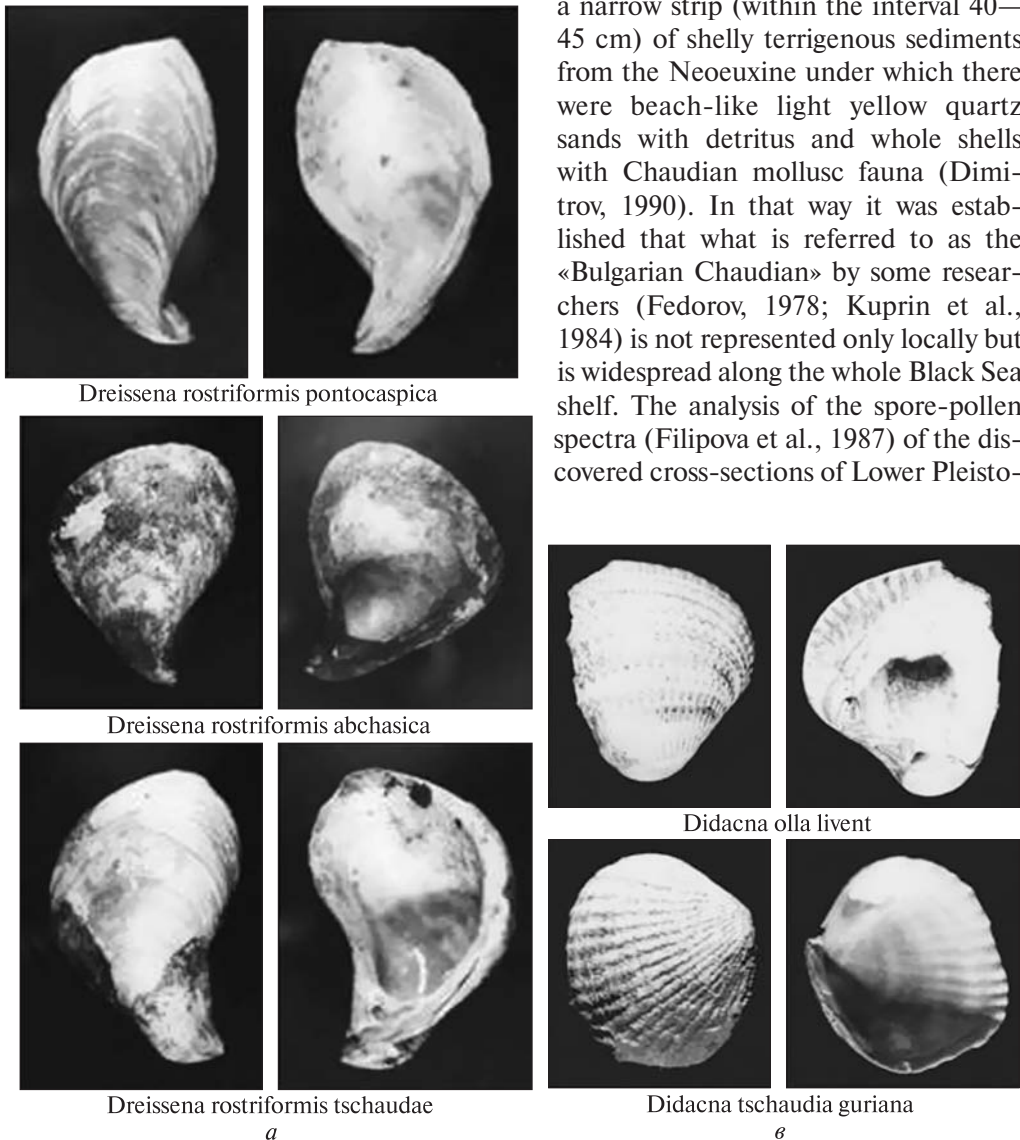 a narrow strip (within the interval 40—
45 cm) of shelly terrigenous sediments
from the Neoeuxine under which there
were beach-like light yellow quartz
sands with detritus and whole shells
with Chaudian mollusc fauna (Dimi-
trov, 1990). In that way it was estab-
lished that what is referred to as the
«Bulgarian Chaudian» by some resear-
chers (Fedorov, 1978; Kuprin et al.,
1984) is not represented only locally but
is widespread along the whole Black Sea
shelf. The analysis of the spore-pollen
spectra (Filipova et al., 1987) of the dis-
covered cross-sections of Lower Pleisto-
Dreissena rostriformis pontocaspica
Dreissena rostriformis abchasica
Dreissena rostriformis tschaudae
а
Didacna olla livent
Didacna tschaudia guriana
в